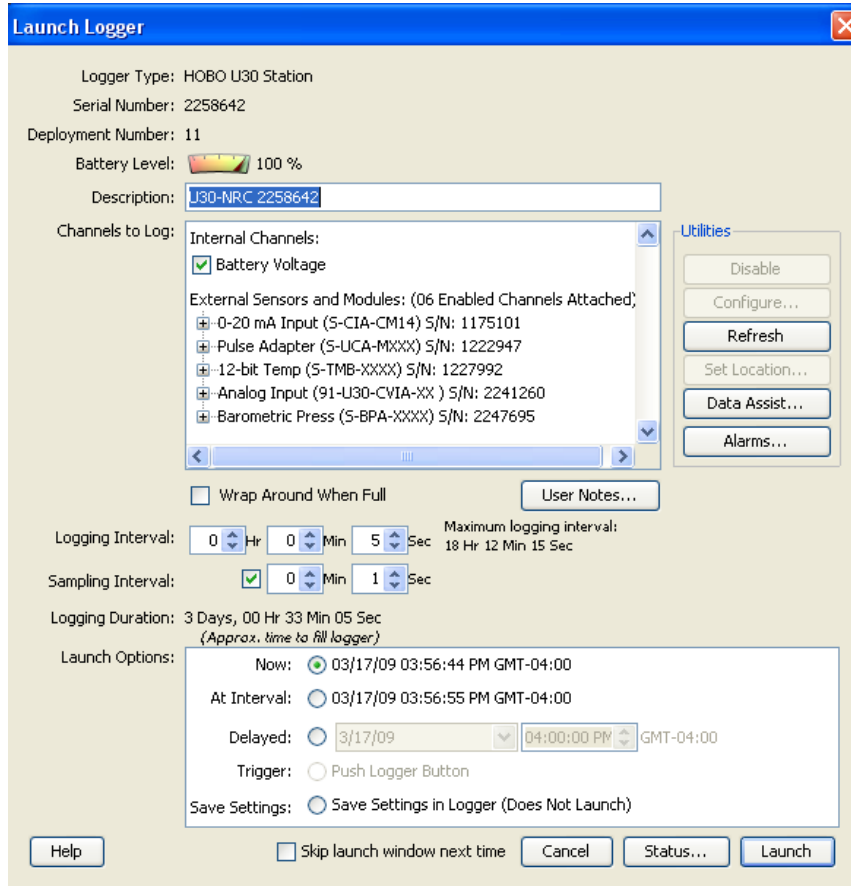 Launch Logger
Logger Type: HOBO U30 Station
Serial Number: 2258642
Deployment Number: 11
Battery Level: 100 %
Description: U30-NRC 2258642
Channels to Log:
Internal Channels:
Battery Voltage
External Sensors and Modules: (06 Enabled Channels Attached)
0-20 mA Input (S-CIA-CM14) S/N: 1175101
Pulse Adapter (S-UCA-MXXX) S/N: 1222947
12-bit Temp (S-TMB-XXXX) S/N: 1227992
Analog Input (91-U30-CVIA-XX ) S/N: 2241260
Barometric Press (S-BPA-XXXX) S/N: 2247695
Utilities
Disable
Configure...
Refresh
Set Location...
Data Assist...
Alarms...
Wrap Around When Full
User Notes...
Logging Interval: 0 Hr 0 Min 5 Sec
Maximum logging interval:
18 Hr 12 Min 15 Sec
Sampling Interval: 0 Min 1 Sec
Logging Duration: 3 Days, 00 Hr 33 Min 05 Sec
(Approx. time to fill logger)
Launch Options:
Now: 03/17/09 03:56:44 PM GMT-04:00
At Interval: 03/17/09 03:56:55 PM GMT-04:00
Delayed: 3/17/09 04:00:00 PM GMT-04:00
Trigger: Push Logger Button
Save Settings: Save Settings in Logger (Does Not Launch)
Help
Skip launch window next time
Cancel
Status...
Launch